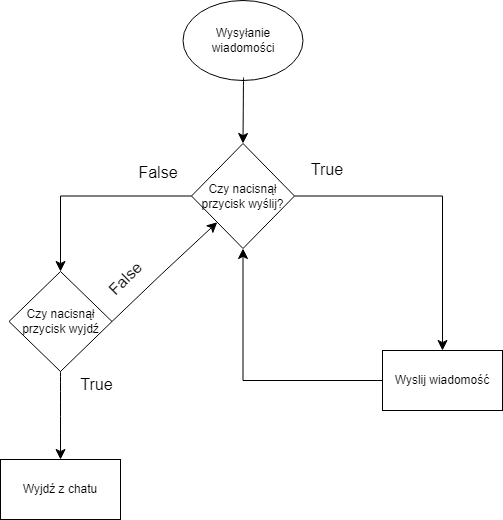 Wysyłanie
wiadomości
False
True
Czy nacisnął
przycisk wyślij?
False
Czy nacisnął
przycisk wyjdź
True
Wyslij wiadomość
Wyjdź z chatu